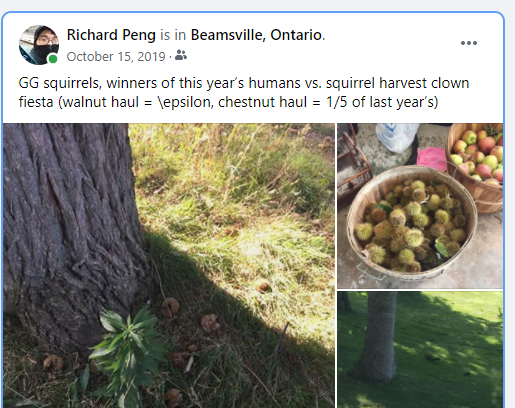 Richard Peng is in Beamsville, Ontario.
October 15, 2019 ·
GG squirrels, winners of this year's humans vs. squirrel harvest clown
fiesta (walnut haul = \epsilon, chestnut haul = 1/5 of last year's)